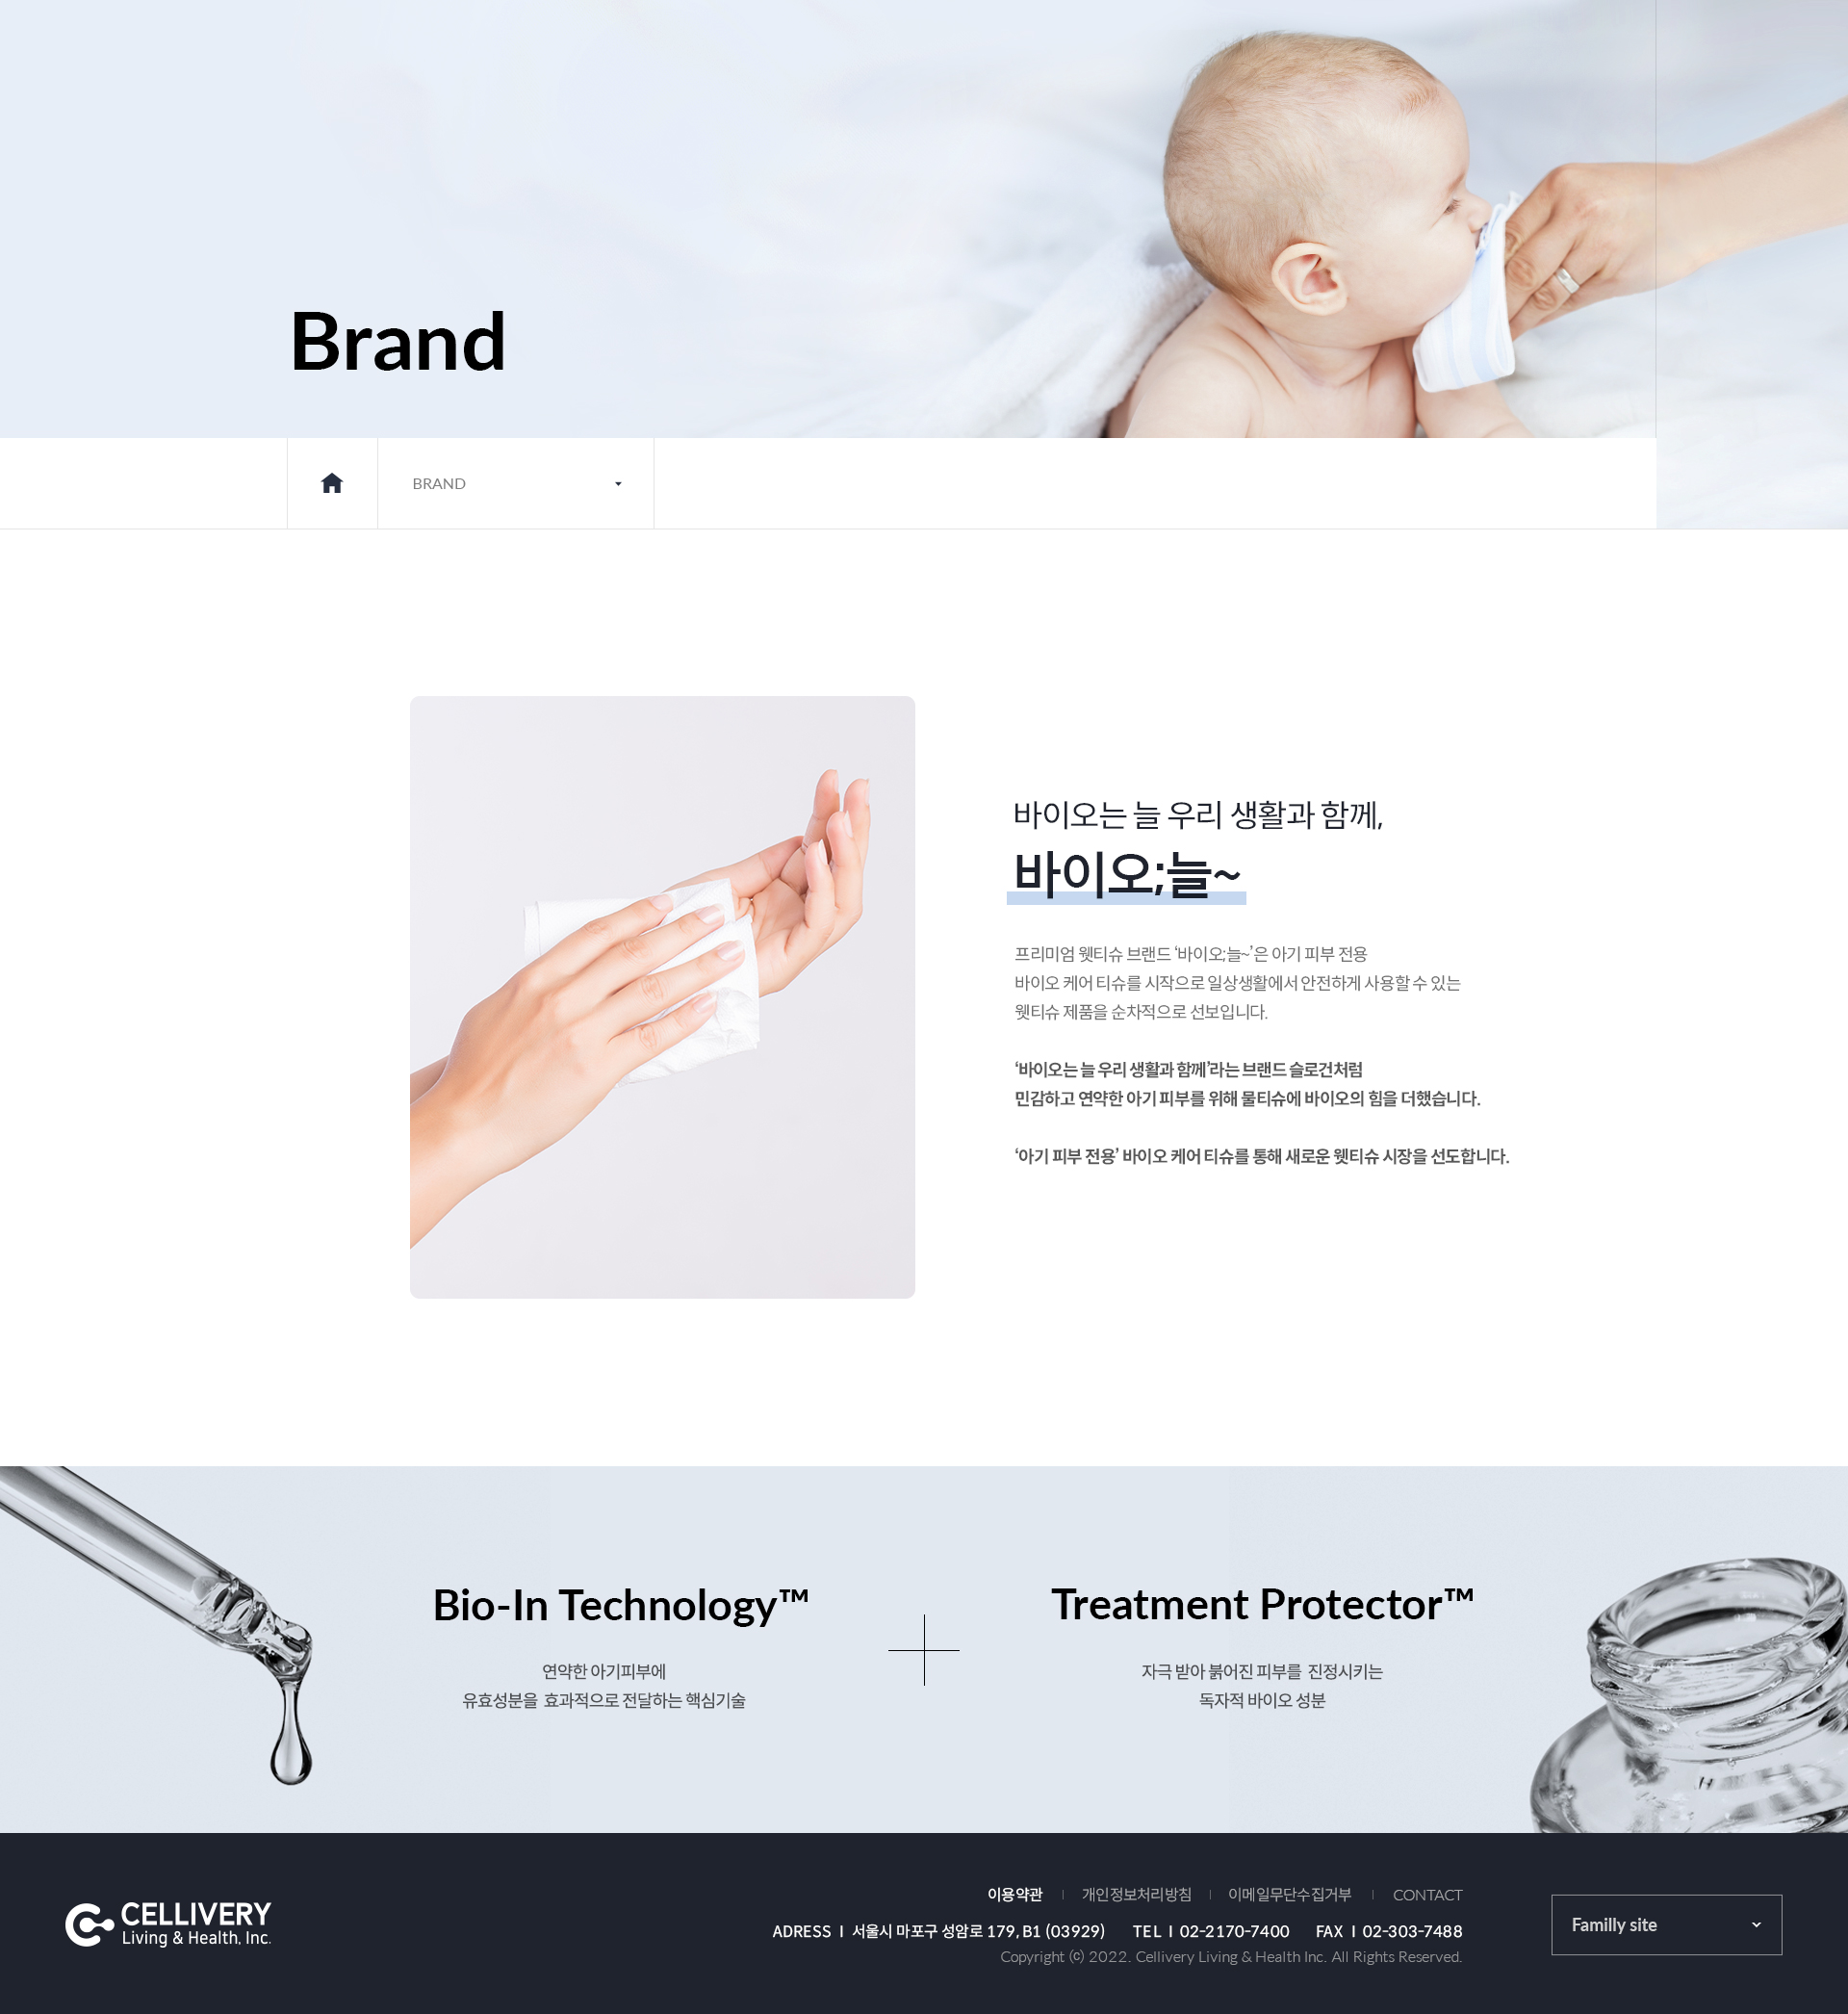 Brand
BRAND
바이오는 늘 우리 생활과 함께,
바이오;늘~
프리미엄 웻티슈 브랜드 ‘바이오;늘~’은 아기 피부 전용
바이오 케어 티슈를 시작으로 일상생활에서 안전하게 사용할 수 있는
웻티슈 제품을 순차적으로 선보입니다.
‘바이오는 늘 우리 생활과 함께’라는 브랜드 슬로건처럼
민감하고 연약한 아기 피부를 위해 물티슈에 바이오의 힘을 더했습니다.
‘아기 피부 전용’ 바이오 케어 티슈를 통해 새로운 웻티슈 시장을 선도합니다.
Bio-In Technology™
연약한 아기피부에
유효성분을 효과적으로 전달하는 핵심기술
Treatment Protector™
자극 받아 붉어진 피부를 진정시키는
독자적 바이오 성분
CELLIVERY
Living & Health, Inc.
이용약관 | 개인정보처리방침 | 이메일무단수집거부 | CONTACT
ADRESS I 서울시 마포구 성암로 179, B1 (03929) TEL I 02-2170-7400 FAX I 02-303-7488
Copyright (c) 2022. Cellivery Living & Health Inc. All Rights Reserved.
Familly site